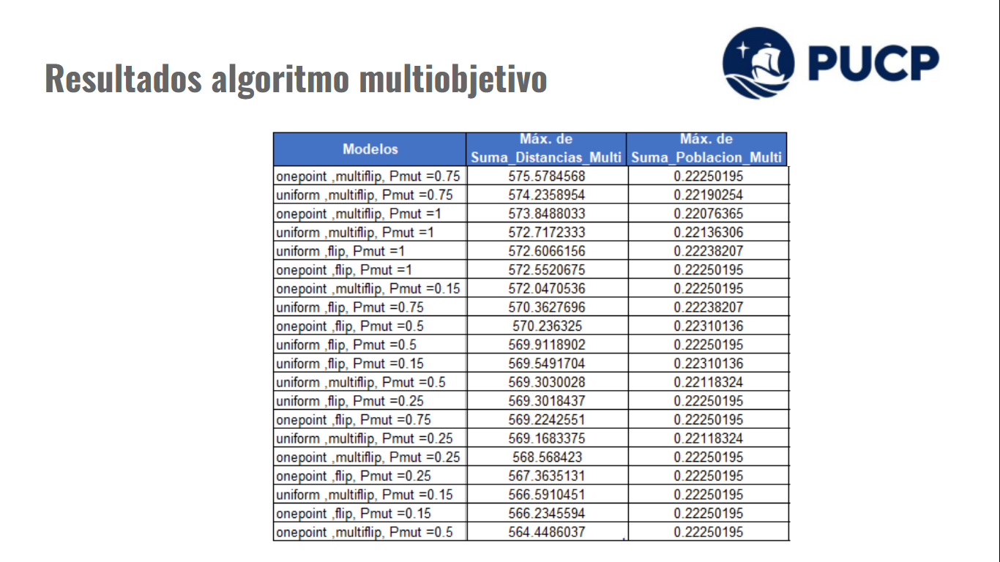 PUCP
Resultados algoritmo multiobjetivo
Modelos Máx. de Suma_Distancias_Multi Máx. de Suma_Poblacion_Multi
onepoint ,multiflip, Pmut =0.75 575.5784568 0.22250195
uniform ,multiflip, Pmut =0.75 574.2358954 0.22190254
onepoint ,multiflip, Pmut =1 573.8488033 0.22076365
uniform ,multiflip, Pmut =1 572.7172333 0.22136306
uniform ,flip, Pmut =1 572.6066156 0.22238207
onepoint ,flip, Pmut =1 572.5520675 0.22250195
onepoint ,multiflip, Pmut =0.15 572.0470536 0.22250195
uniform ,flip, Pmut =0.75 570.3627696 0.22238207
onepoint ,flip, Pmut =0.5 570.236325 0.22310136
uniform ,flip, Pmut =0.5 569.9118902 0.22250195
uniform ,flip, Pmut =0.15 569.5491704 0.22310136
uniform ,multiflip, Pmut =0.5 569.3030028 0.22118324
uniform ,flip, Pmut =0.25 569.3018437 0.22250195
onepoint ,flip, Pmut =0.75 569.2242551 0.22250195
uniform ,multiflip, Pmut =0.25 569.1683375 0.22118324
onepoint ,multiflip, Pmut =0.25 568.568423 0.22250195
onepoint ,flip, Pmut =0.25 567.3635131 0.22250195
uniform ,multiflip, Pmut =0.15 566.5910451 0.22250195
onepoint ,flip, Pmut =0.15 566.2345594 0.22250195
onepoint ,multiflip, Pmut =0.5 564.4486037 0.22250195